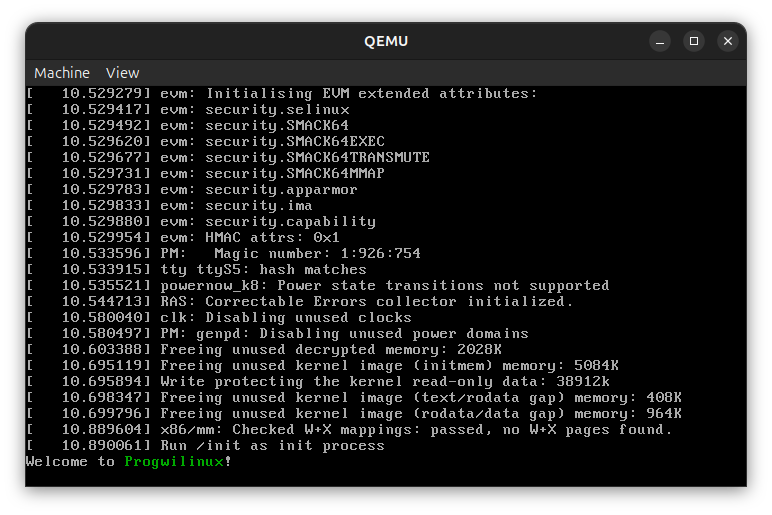 QEMU
Machine View
[   10.529279] evm: Initialising EVM extended attributes:
[   10.529417] evm: security.selinux
[   10.529492] evm: security.SMACK64
[   10.529620] evm: security.SMACK64EXEC
[   10.529677] evm: security.SMACK64TRANSMUTE
[   10.529731] evm: security.SMACK64MMAP
[   10.529783] evm: security.apparmor
[   10.529833] evm: security.ima
[   10.529880] evm: security.capability
[   10.529954] evm: HMAC attrs: 0x1
[   10.533596] PM:   Magic number: 1:926:754
[   10.533915] tty ttyS5: hash matches
[   10.535521] powernow_k8: Power state transitions not supported
[   10.544713] RAS: Correctable Errors collector initialized.
[   10.580040] clk: Disabling unused clocks
[   10.580497] PM: genpd: Disabling unused power domains
[   10.603388] Freeing unused decrypted memory: 2028K
[   10.695119] Freeing unused kernel image (initmem) memory: 5084K
[   10.695894] Write protecting the kernel read-only data: 38912k
[   10.698347] Freeing unused kernel image (text/rodata gap) memory: 408K
[   10.699796] Freeing unused kernel image (rodata/data gap) memory: 964K
[   10.889604] x86/mm: Checked W+X mappings: passed, no W+X pages found.
[   10.890061] Run /init as init process
Welcome to Progwilinux!